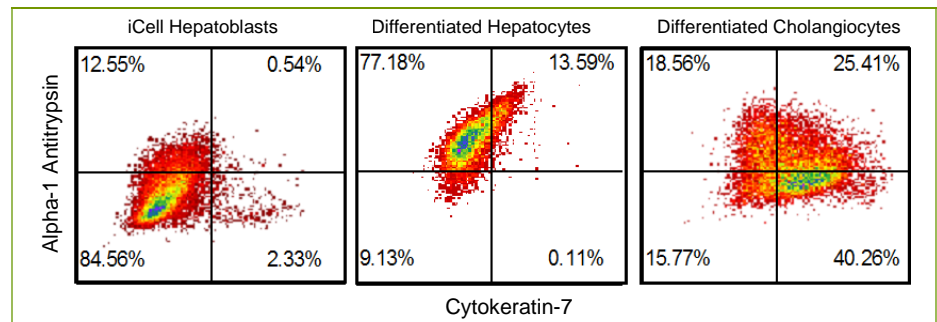 iCell Hepatoblasts
Differentiated Hepatocytes
Differentiated Cholangiocytes
12.55% 0.54%
77.18% 13.59%
18.56% 25.41%
Alpha-1 Antitrypsin
84.56% 2.33%
9.13% 0.11%
15.77% 40.26%
Cytokeratin-7